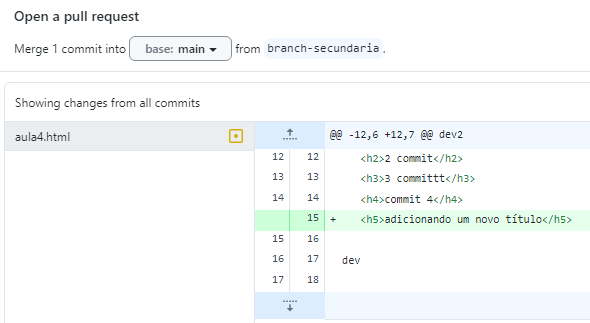 Open a pull request
Merge 1 commit into base: main from branch-secundaria.
Showing changes from all commits
aula4.html
@@ -12,6 +12,7 @@ dev2
12 12 <h2>2 commit</h2>
13 13 <h3>3 committt</h3>
14 14 <h4>commit 4</h4>
15 + <h5>adicionando um novo título</h5>
15 16
16 17 dev
17 18